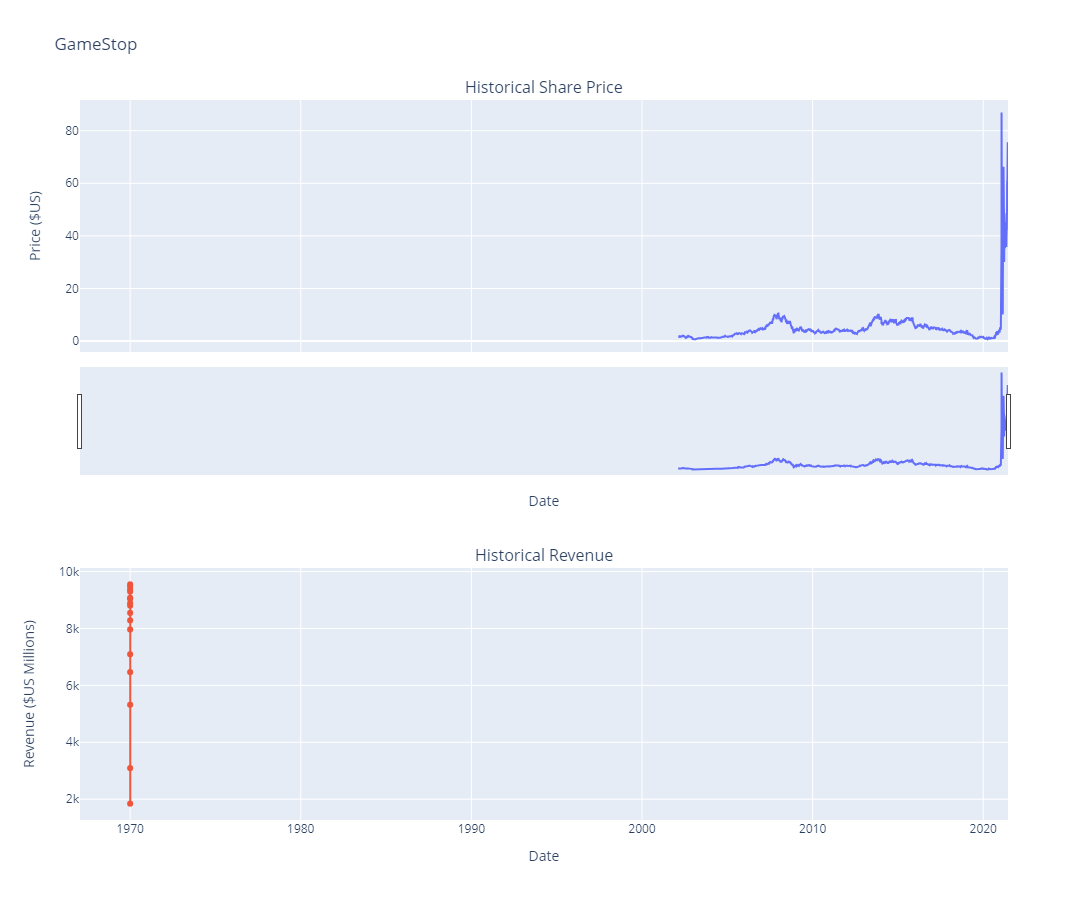 GameStop
Historical Share Price
80
60
40
20
0
Price ($US)
Date
Historical Revenue
10k
8k
6k
4k
2k
Revenue ($US Millions)
1970 1980 1990 2000 2010 2020
Date